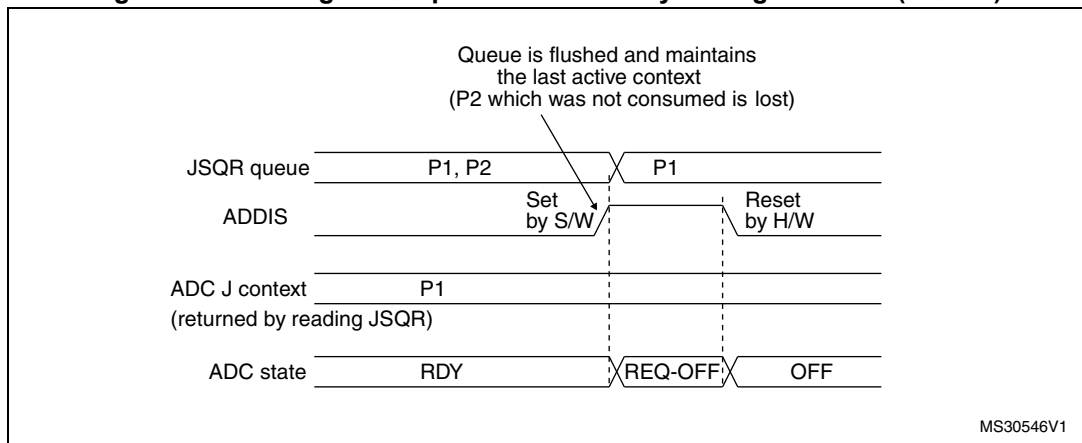 Queue is flushed and maintains
the last active context
(P2 which was not consumed is lost)
JSQR queue P1, P2 P1
ADDIS Set by S/W Reset by H/W
ADC J context P1
(returned by reading JSQR)
ADC state RDY REQ-OFF OFF
MS30546V1